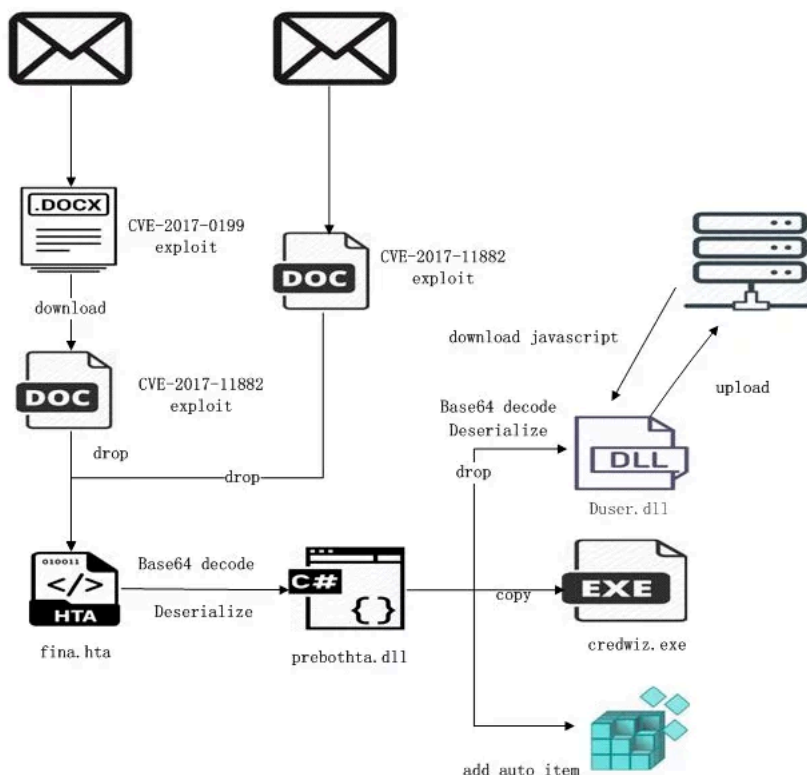 .DOCX
CVE-2017-0199
exploit
download
DOC
CVE-2017-11882
exploit
drop
DOC
CVE-2017-11882
exploit
drop
010011
</>
HTA
fina.hta
Base64 decode
Deserialize
C#
{}
prebothta.dll
download javascript
upload
Base64 decode
Deserialize
drop
DLL
Duser.dll
copy
EXE
credwiz.exe
add auto item